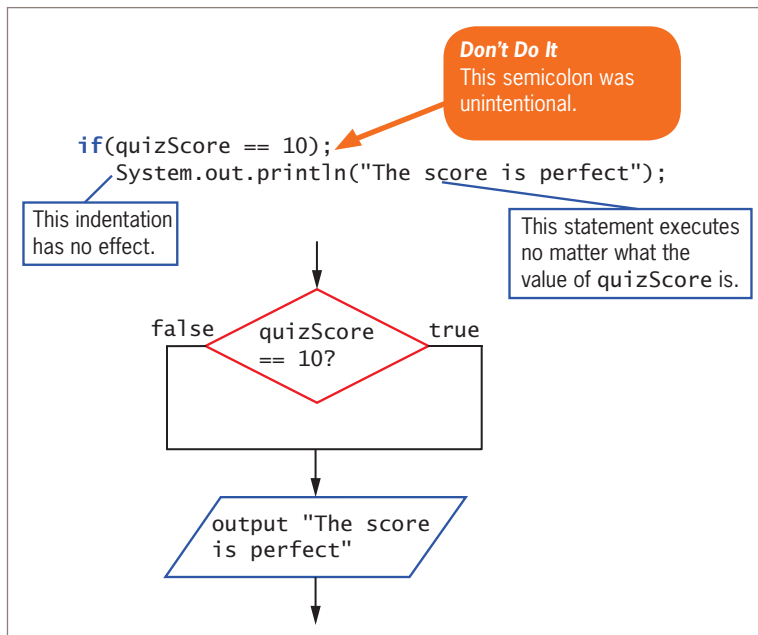 Don't Do It
This semicolon was
unintentional.
if(quizScore == 10);
System.out.println("The score is perfect");
This indentation
has no effect.
This statement executes
no matter what the
value of quizScore is.
false
quizScore
== 10?
true
output "The score
is perfect"